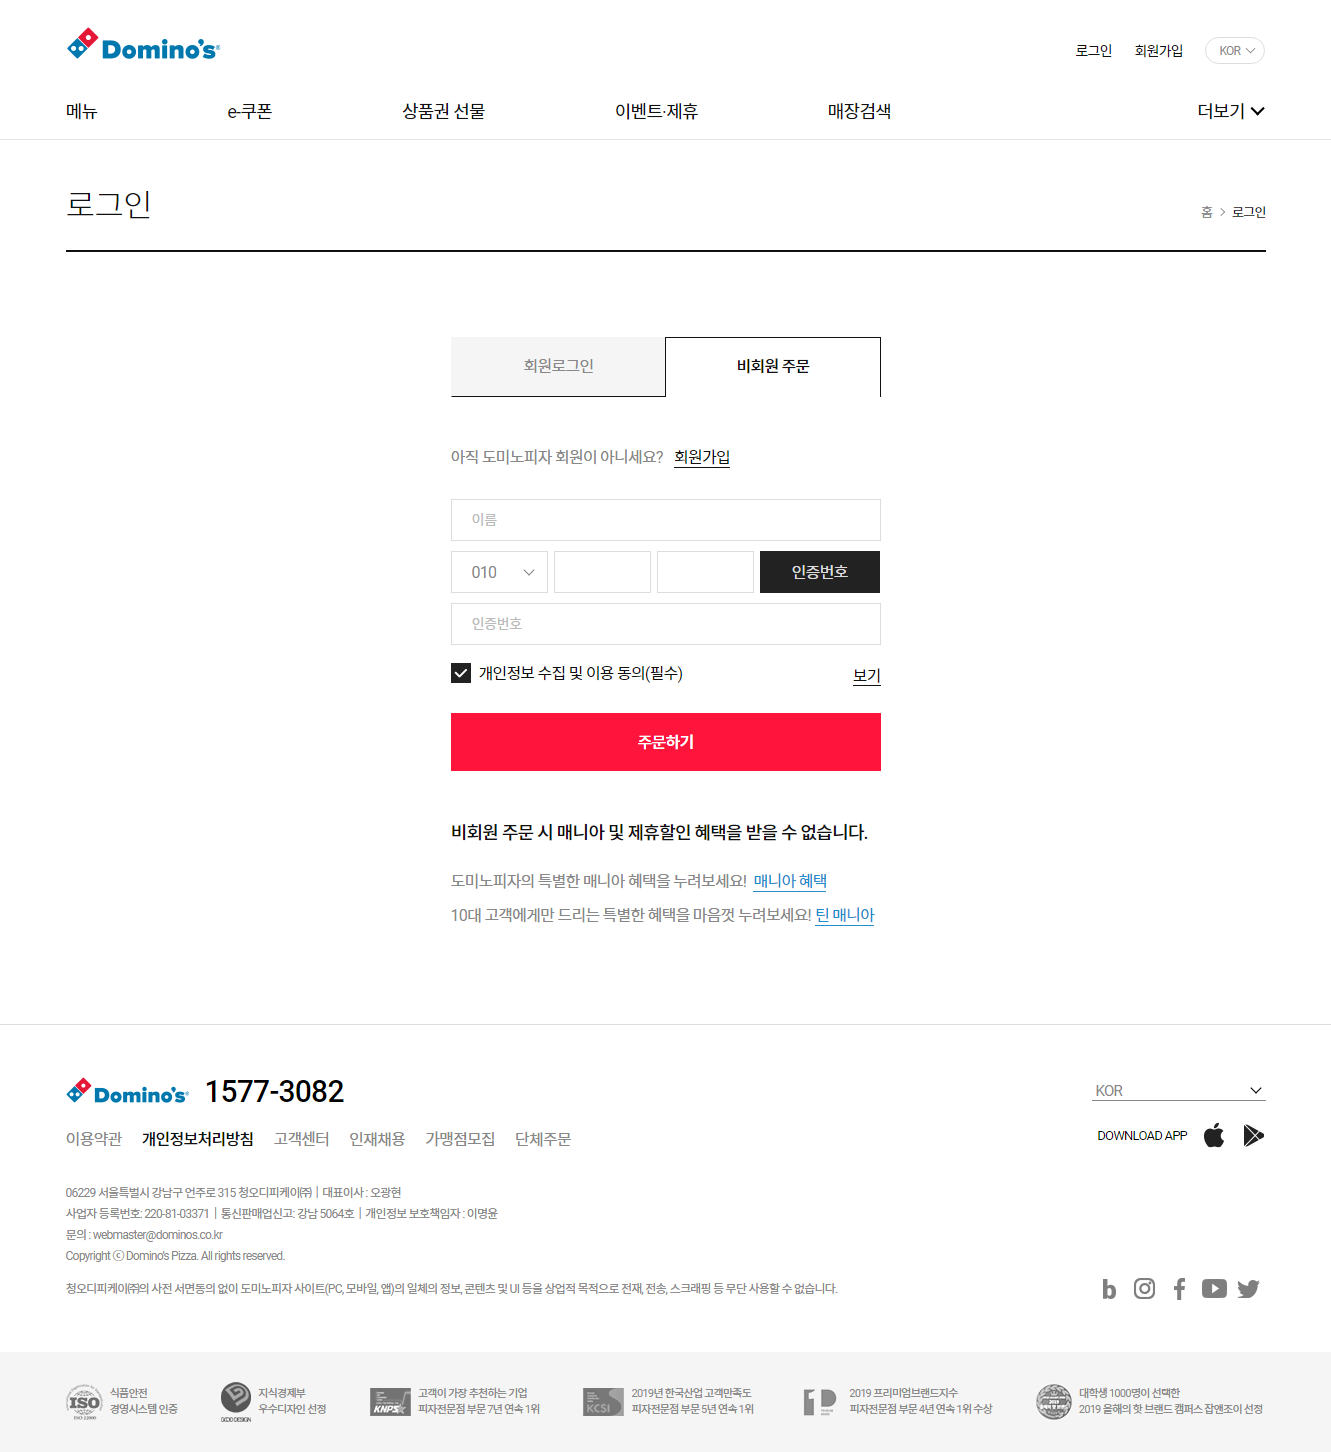 Domino's
로그인 회원가입 KOR
메뉴 e-쿠폰 상품권 선물 이벤트·제휴 매장검색 더보기
로그인
홈 > 로그인
회원로그인 비회원 주문
아직 도미노피자 회원이 아니세요? 회원가입
이름
010 인증번호
인증번호
개인정보 수집 및 이용 동의(필수) 보기
주문하기
비회원 주문 시 매니아 및 제휴할인 혜택을 받을 수 없습니다.
도미노피자의 특별한 매니아 혜택을 누려보세요! 매니아 혜택
10대 고객에게만 드리는 특별한 혜택을 마음껏 누려보세요! 틴 매니아
Domino's 1577-3082
KOR
이용약관 개인정보처리방침 고객센터 인재채용 가맹점모집 단체주문
DOWNLOAD APP
06229 서울특별시 강남구 언주로 315 청오디피케이㈜ | 대표이사 : 오광현
사업자 등록번호: 220-81-03371 | 통신판매업신고: 강남 5064호 | 개인정보 보호책임자 : 이명윤
문의 : webmaster@dominos.co.kr
Copyright ⓒ Domino's Pizza. All rights reserved.
청오디피케이㈜의 사전 서면동의 없이 도미노피자 사이트(PC, 모바일, 앱)의 일체의 정보, 콘텐츠 및 UI 등을 상업적 목적으로 전재, 전송, 스크래핑 등 무단 사용할 수 없습니다.
ISO
ISO 22000
식품안전
경영시스템 인증
GOOD DESIGN
지식경제부
우수디자인 선정
KNPS
고객이 가장 추천하는 기업
피자전문점 부문 7년 연속 1위
KCSI
2019년 한국산업 고객만족도
피자전문점 부문 5년 연속 1위
2019 프리미엄브랜드지수
피자전문점 부문 4년 연속 1위 수상
대학생 1000명이 선택한
2019 올해의 핫 브랜드 캠퍼스 잡앤조이 선정